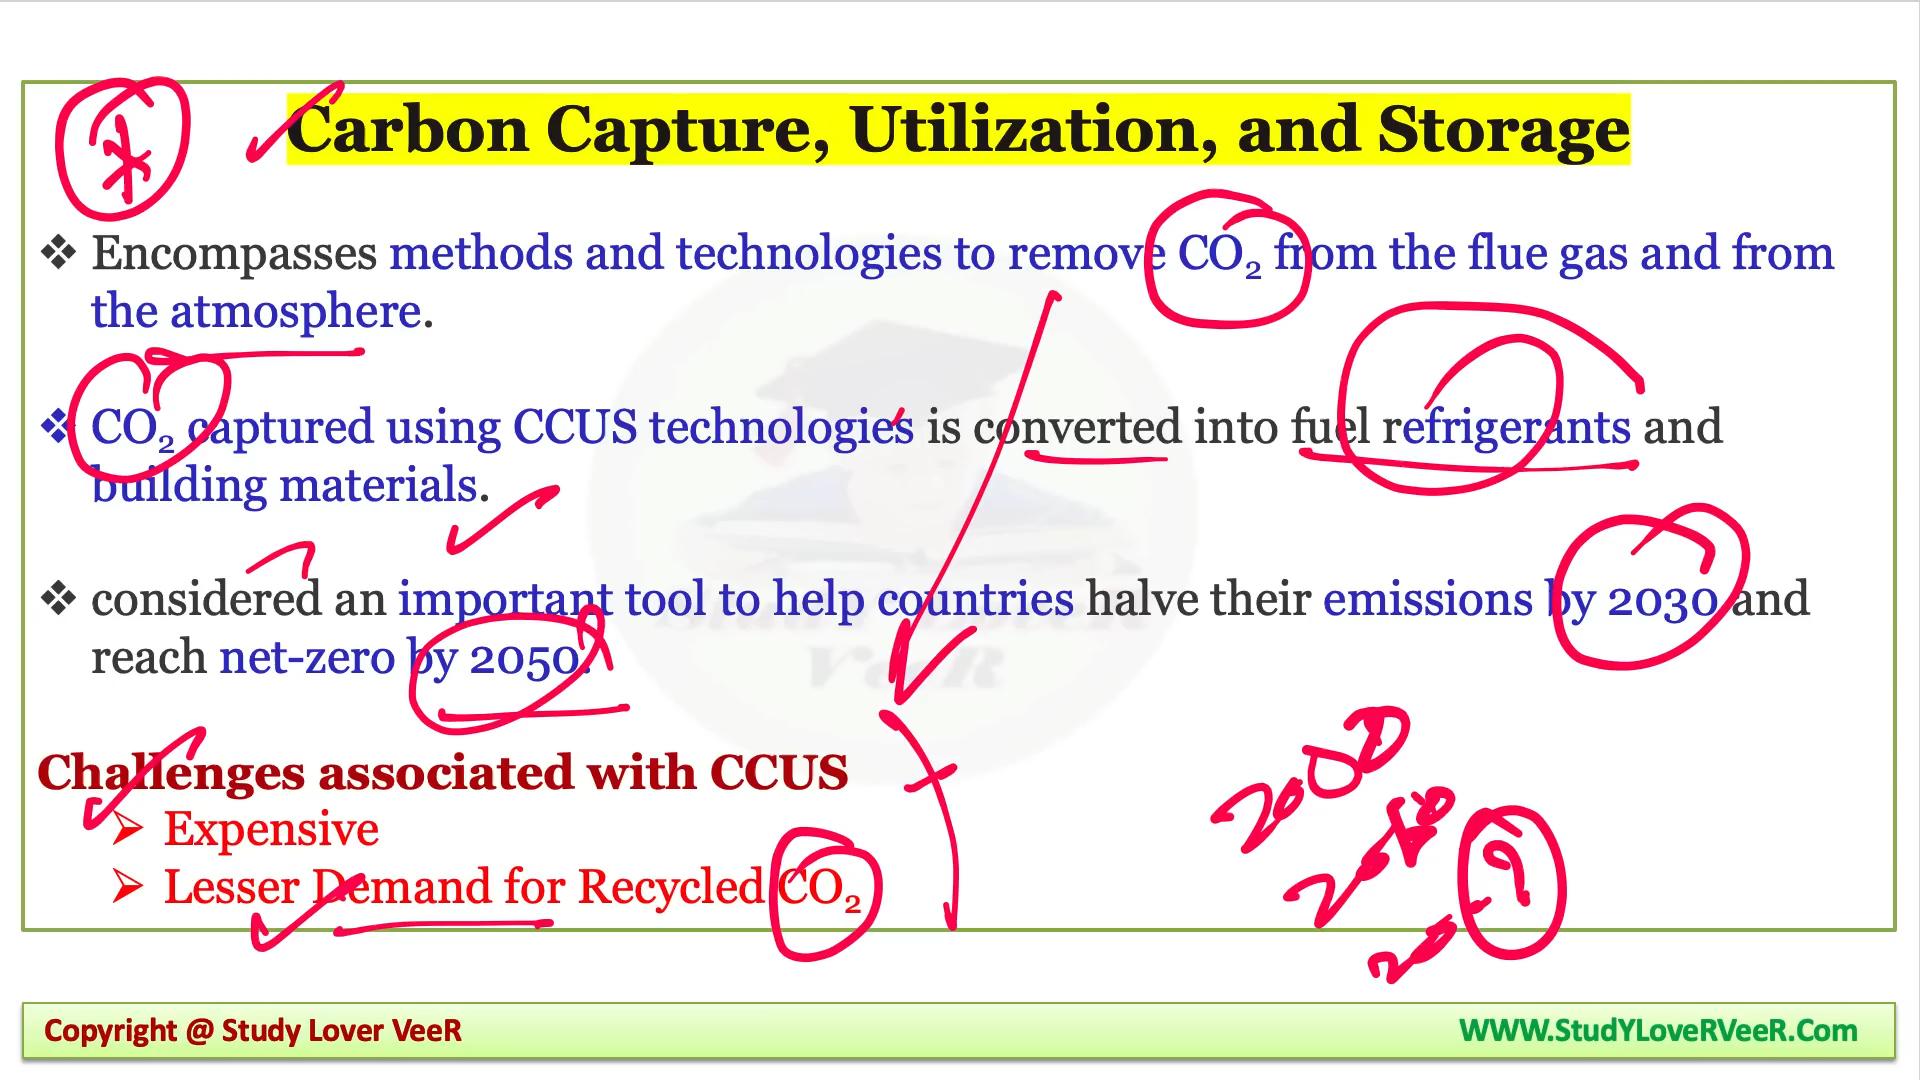 Carbon Capture, Utilization, and Storage
❖ Encompasses methods and technologies to remove CO₂ from the flue gas and from
the atmosphere.
❖ CO₂ captured using CCUS technologies is converted into fuel refrigerants and
building materials.
❖ considered an important tool to help countries halve their emissions by 2030 and
reach net-zero by 2050.
Challenges associated with CCUS
➢ Expensive
➢ Lesser Demand for Recycled CO₂
Copyright @ Study Lover VeeR
WWW.StudYLoveRVeeR.Com